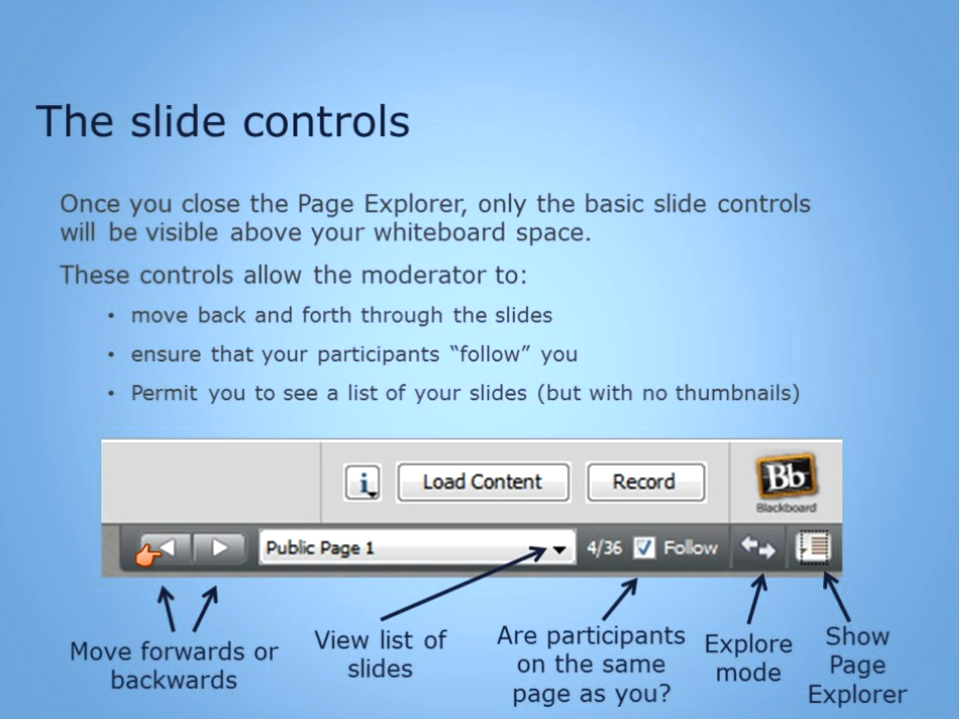 The slide controls
Once you close the Page Explorer, only the basic slide controls
will be visible above your whiteboard space.
These controls allow the moderator to:
• move back and forth through the slides
• ensure that your participants “follow” you
• Permit you to see a list of your slides (but with no thumbnails)
i Load Content Record Bb
Blackboard
Public Page 1 4/36 Follow
Move forwards or
backwards
View list of
slides
Are participants
on the same
page as you?
Explore
mode
Show
Page
Explorer